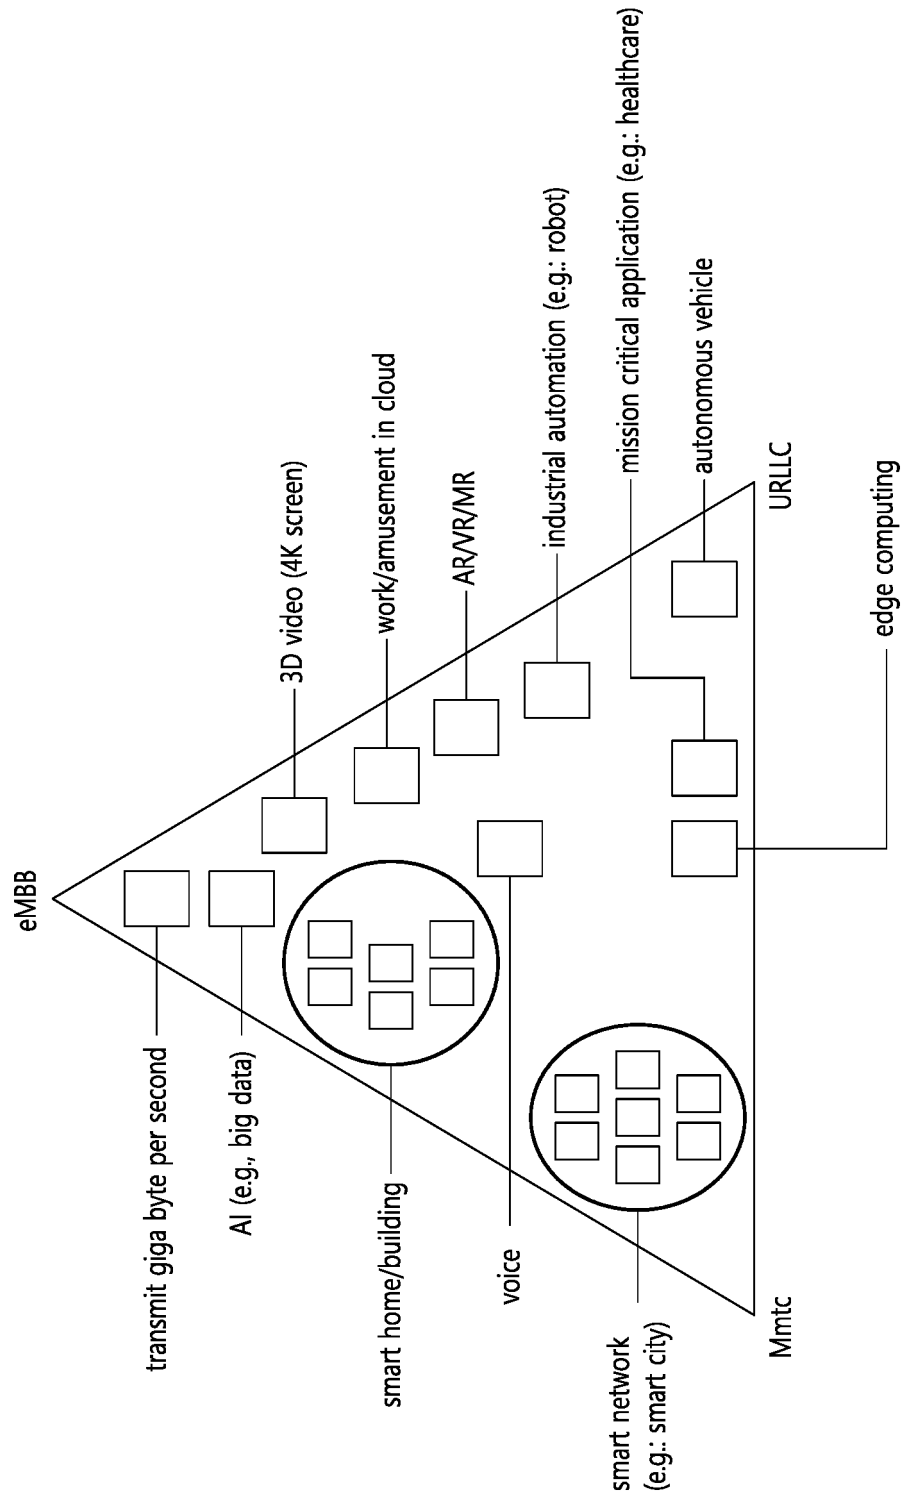 eMBB
transmit giga byte per second
AI (e.g., big data)
smart home/building
voice
smart network
(e.g.: smart city)
Mmtc
3D video (4K screen)
work/amusement in cloud
AR/VR/MR
industrial automation (e.g.: robot)
mission critical application (e.g.: healthcare)
autonomous vehicle
URLLC
edge computing